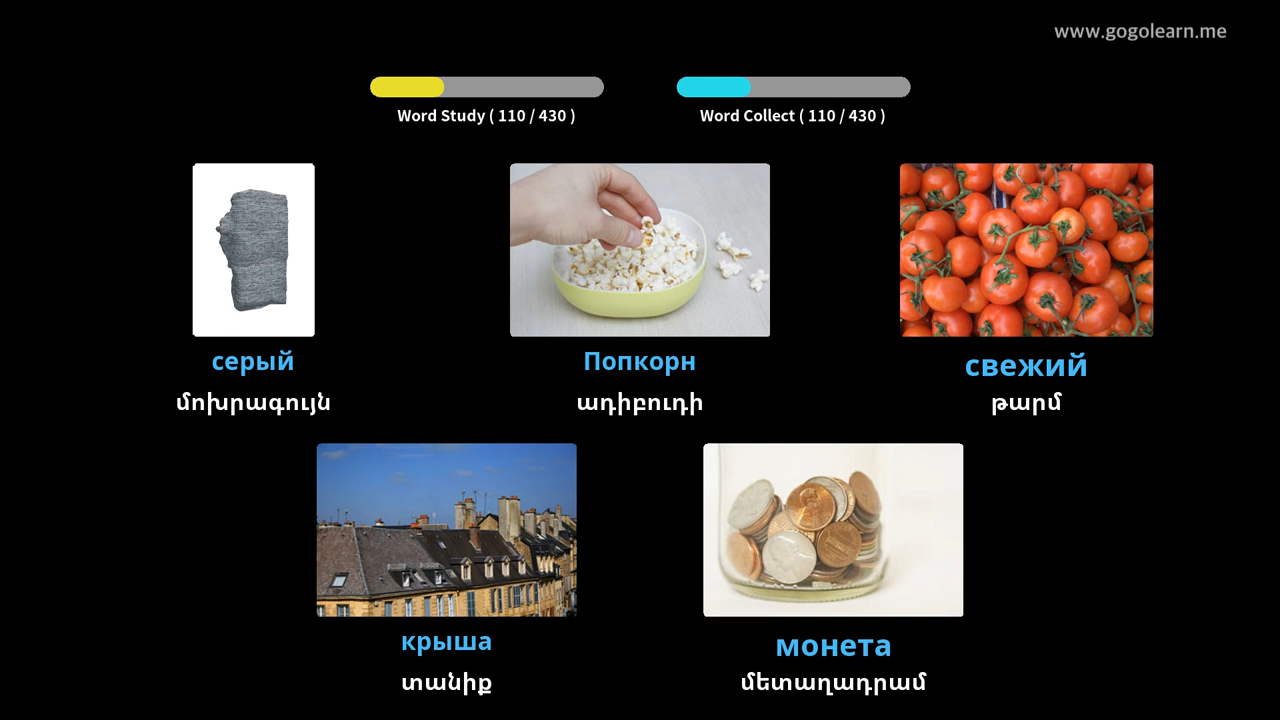 www.gogolearn.me
Word Study ( 110 / 430 )
Word Collect ( 110 / 430 )
серый
մոխրագույն
Попкорн
ադիբուդի
свежий
թարմ
крыша
տանիք
монета
մետաղադրամ